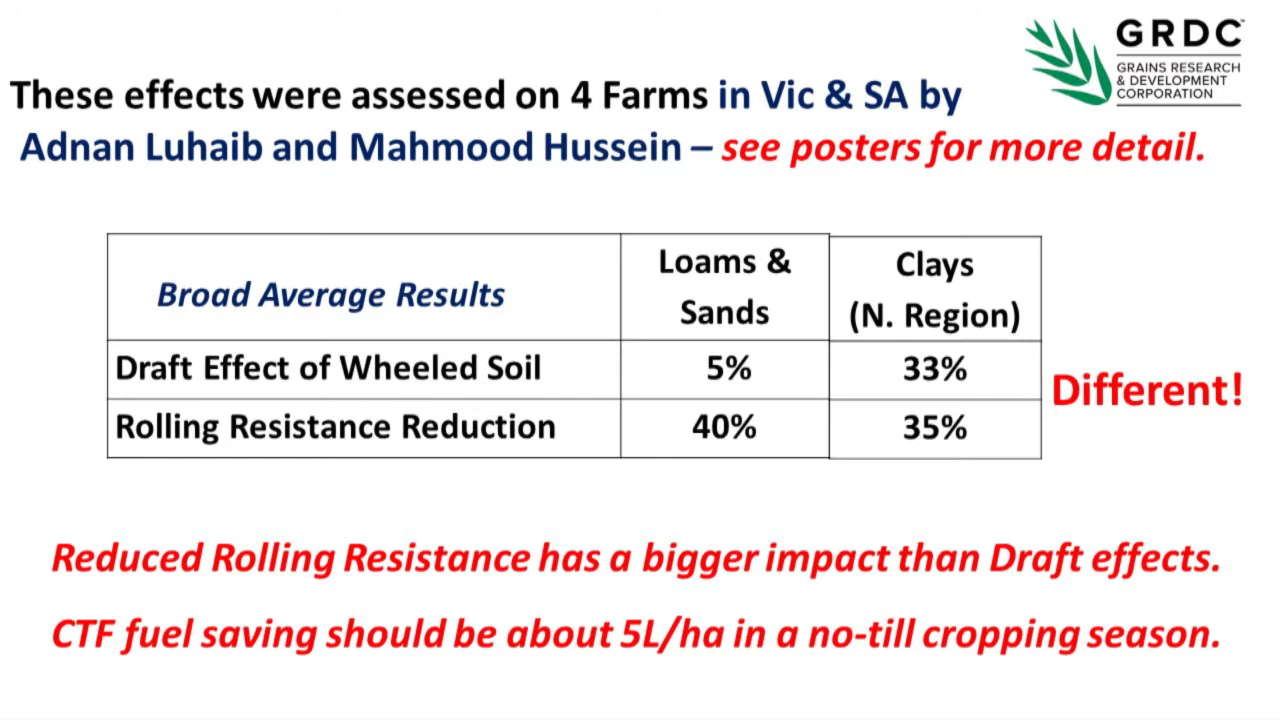 GRDC™
GRAINS RESEARCH
& DEVELOPMENT
CORPORATION
These effects were assessed on 4 Farms in Vic & SA by
Adnan Luhaib and Mahmood Hussein – see posters for more detail.
Broad Average Results
Loams &
Sands
Clays
(N. Region)
Draft Effect of Wheeled Soil 5% 33%
Different!
Rolling Resistance Reduction 40% 35%
Reduced Rolling Resistance has a bigger impact than Draft effects.
CTF fuel saving should be about 5L/ha in a no-till cropping season.